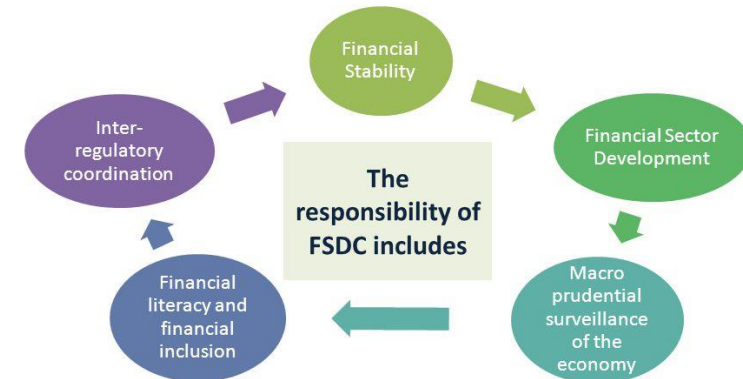 Financial
Stability
Financial Sector
Development
Macro
prudential
surveillance
of the
economy
Financial
literacy and
financial
inclusion
Inter-
regulatory
coordination
The
responsibility of
FSDC includes